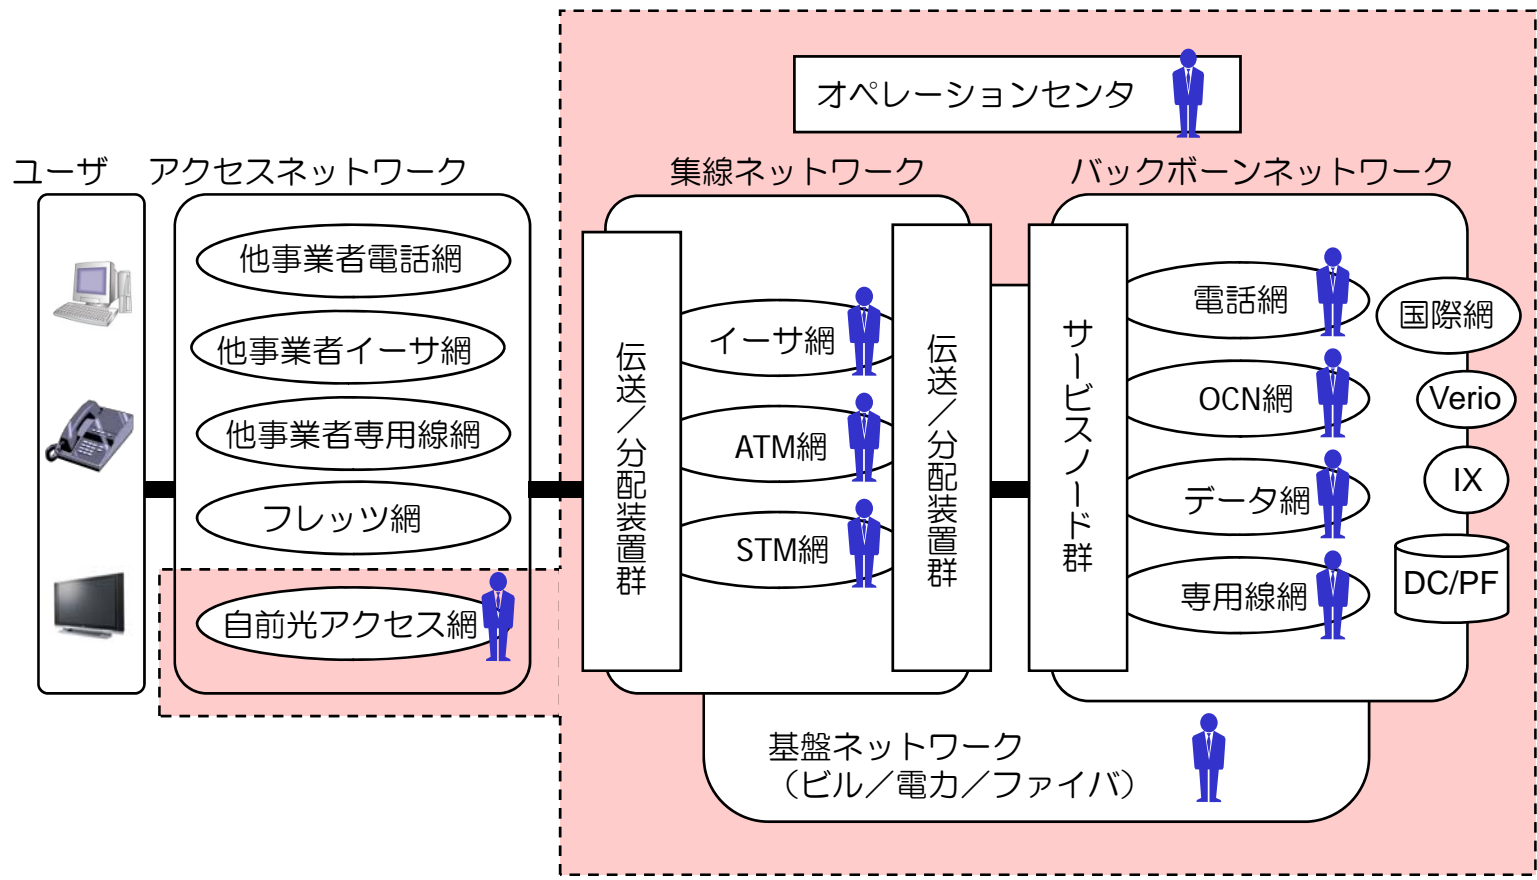 オペレーションセンタ
ユーザ
アクセスネットワーク
集線ネットワーク
バックボーンネットワーク
他事業者電話網
他事業者イーサ網
他事業者専用線網
フレッツ網
自前光アクセス網
伝送／分配装置群
イーサ網
ATM網
STM網
伝送／分配装置群
サービスノード群
電話網
OCN網
データ網
専用線網
国際網
Verio
IX
DC/PF
基盤ネットワーク
（ビル／電力／ファイバ）